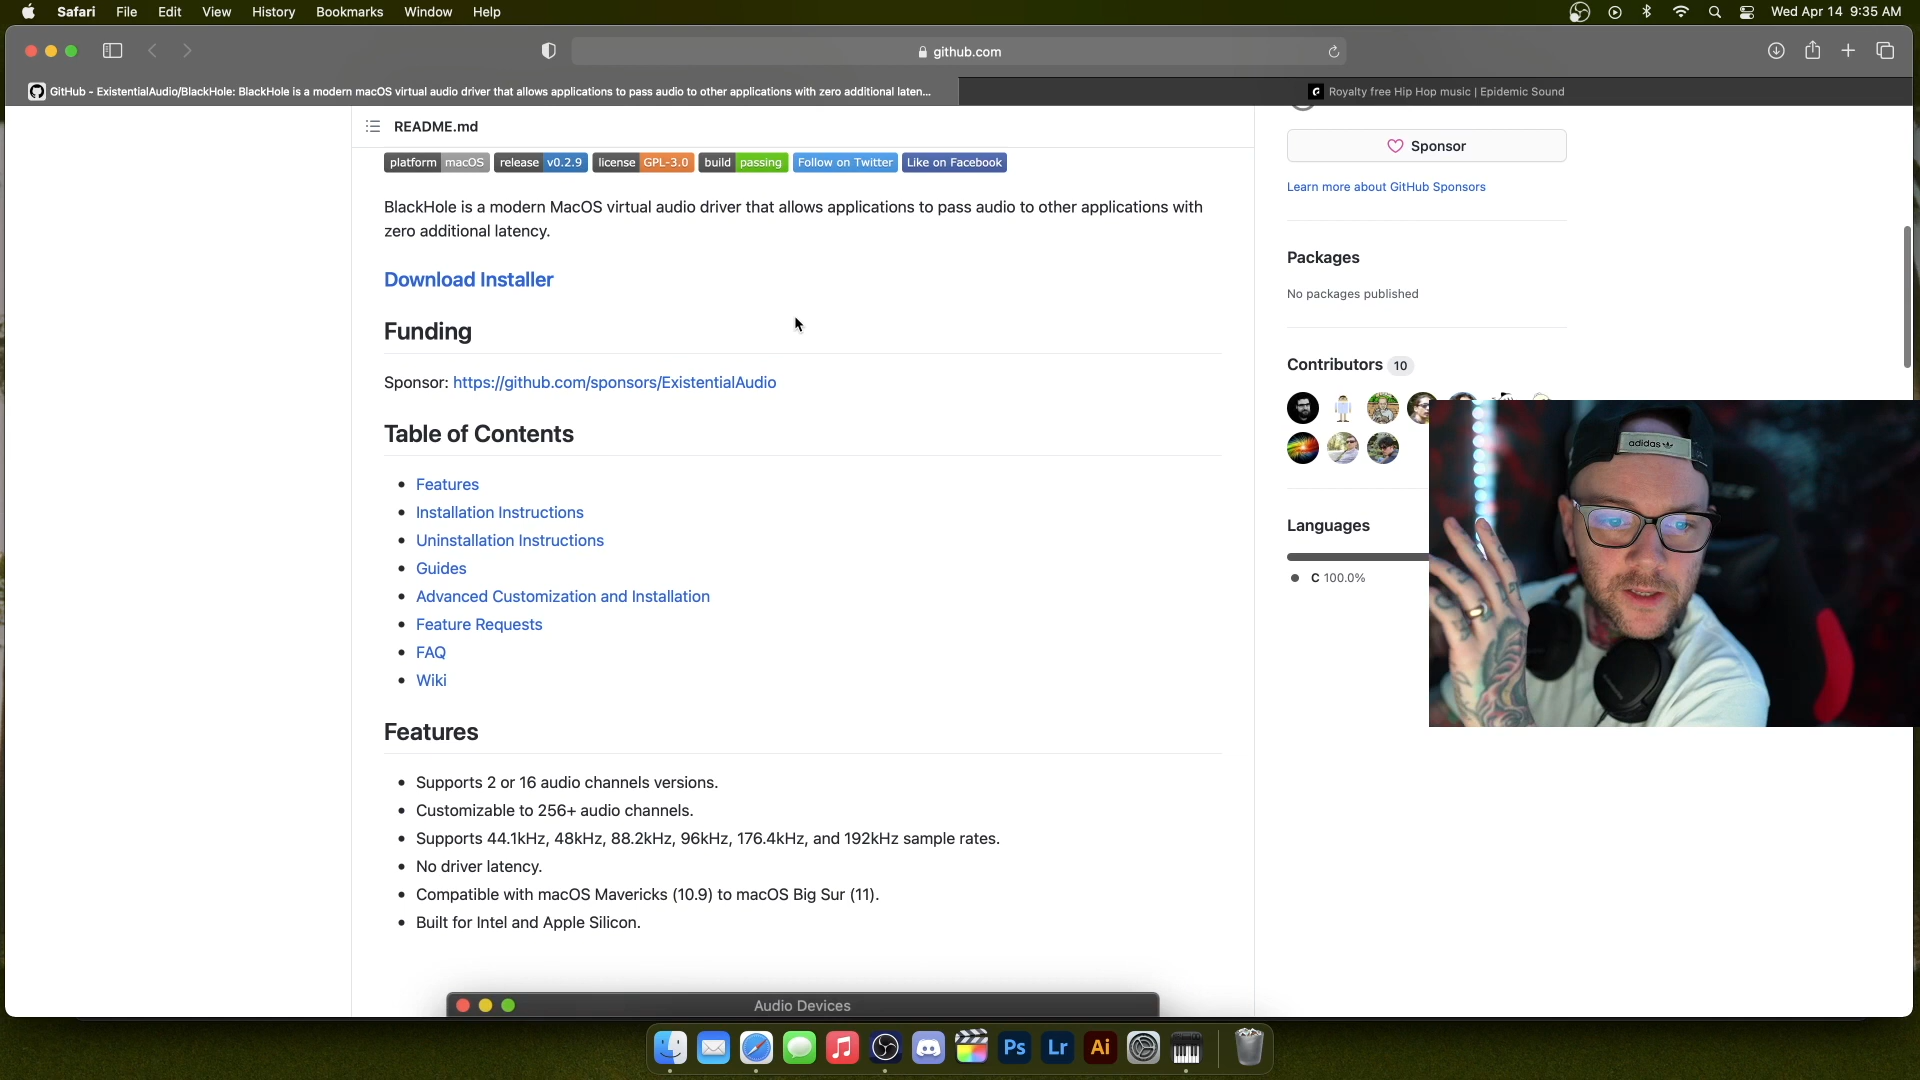 Safari File Edit View History Bookmarks Window Help Wed Apr 14 9:35 AM
github.com
GitHub - ExistentialAudio/BlackHole: BlackHole is a modern macOS virtual audio driver that allows applications to pass audio to other applications with zero additional laten...
Royalty free Hip Hop music | Epidemic Sound
README.md
platform macOS release v0.2.9 license GPL-3.0 build passing Follow on Twitter Like on Facebook
BlackHole is a modern MacOS virtual audio driver that allows applications to pass audio to other applications with
zero additional latency.
Download Installer
Funding
Sponsor: https://github.com/sponsors/ExistentialAudio
Table of Contents
Features
Installation Instructions
Uninstallation Instructions
Guides
Advanced Customization and Installation
Feature Requests
FAQ
Wiki
Features
Supports 2 or 16 audio channels versions.
Customizable to 256+ audio channels.
Supports 44.1kHz, 48kHz, 88.2kHz, 96kHz, 176.4kHz, and 192kHz sample rates.
No driver latency.
Compatible with macOS Mavericks (10.9) to macOS Big Sur (11).
Built for Intel and Apple Silicon.
Audio Devices
Sponsor
Learn more about GitHub Sponsors
Packages
No packages published
Contributors 10
Languages
C 100.0%
adidas
Ps Lr Ai